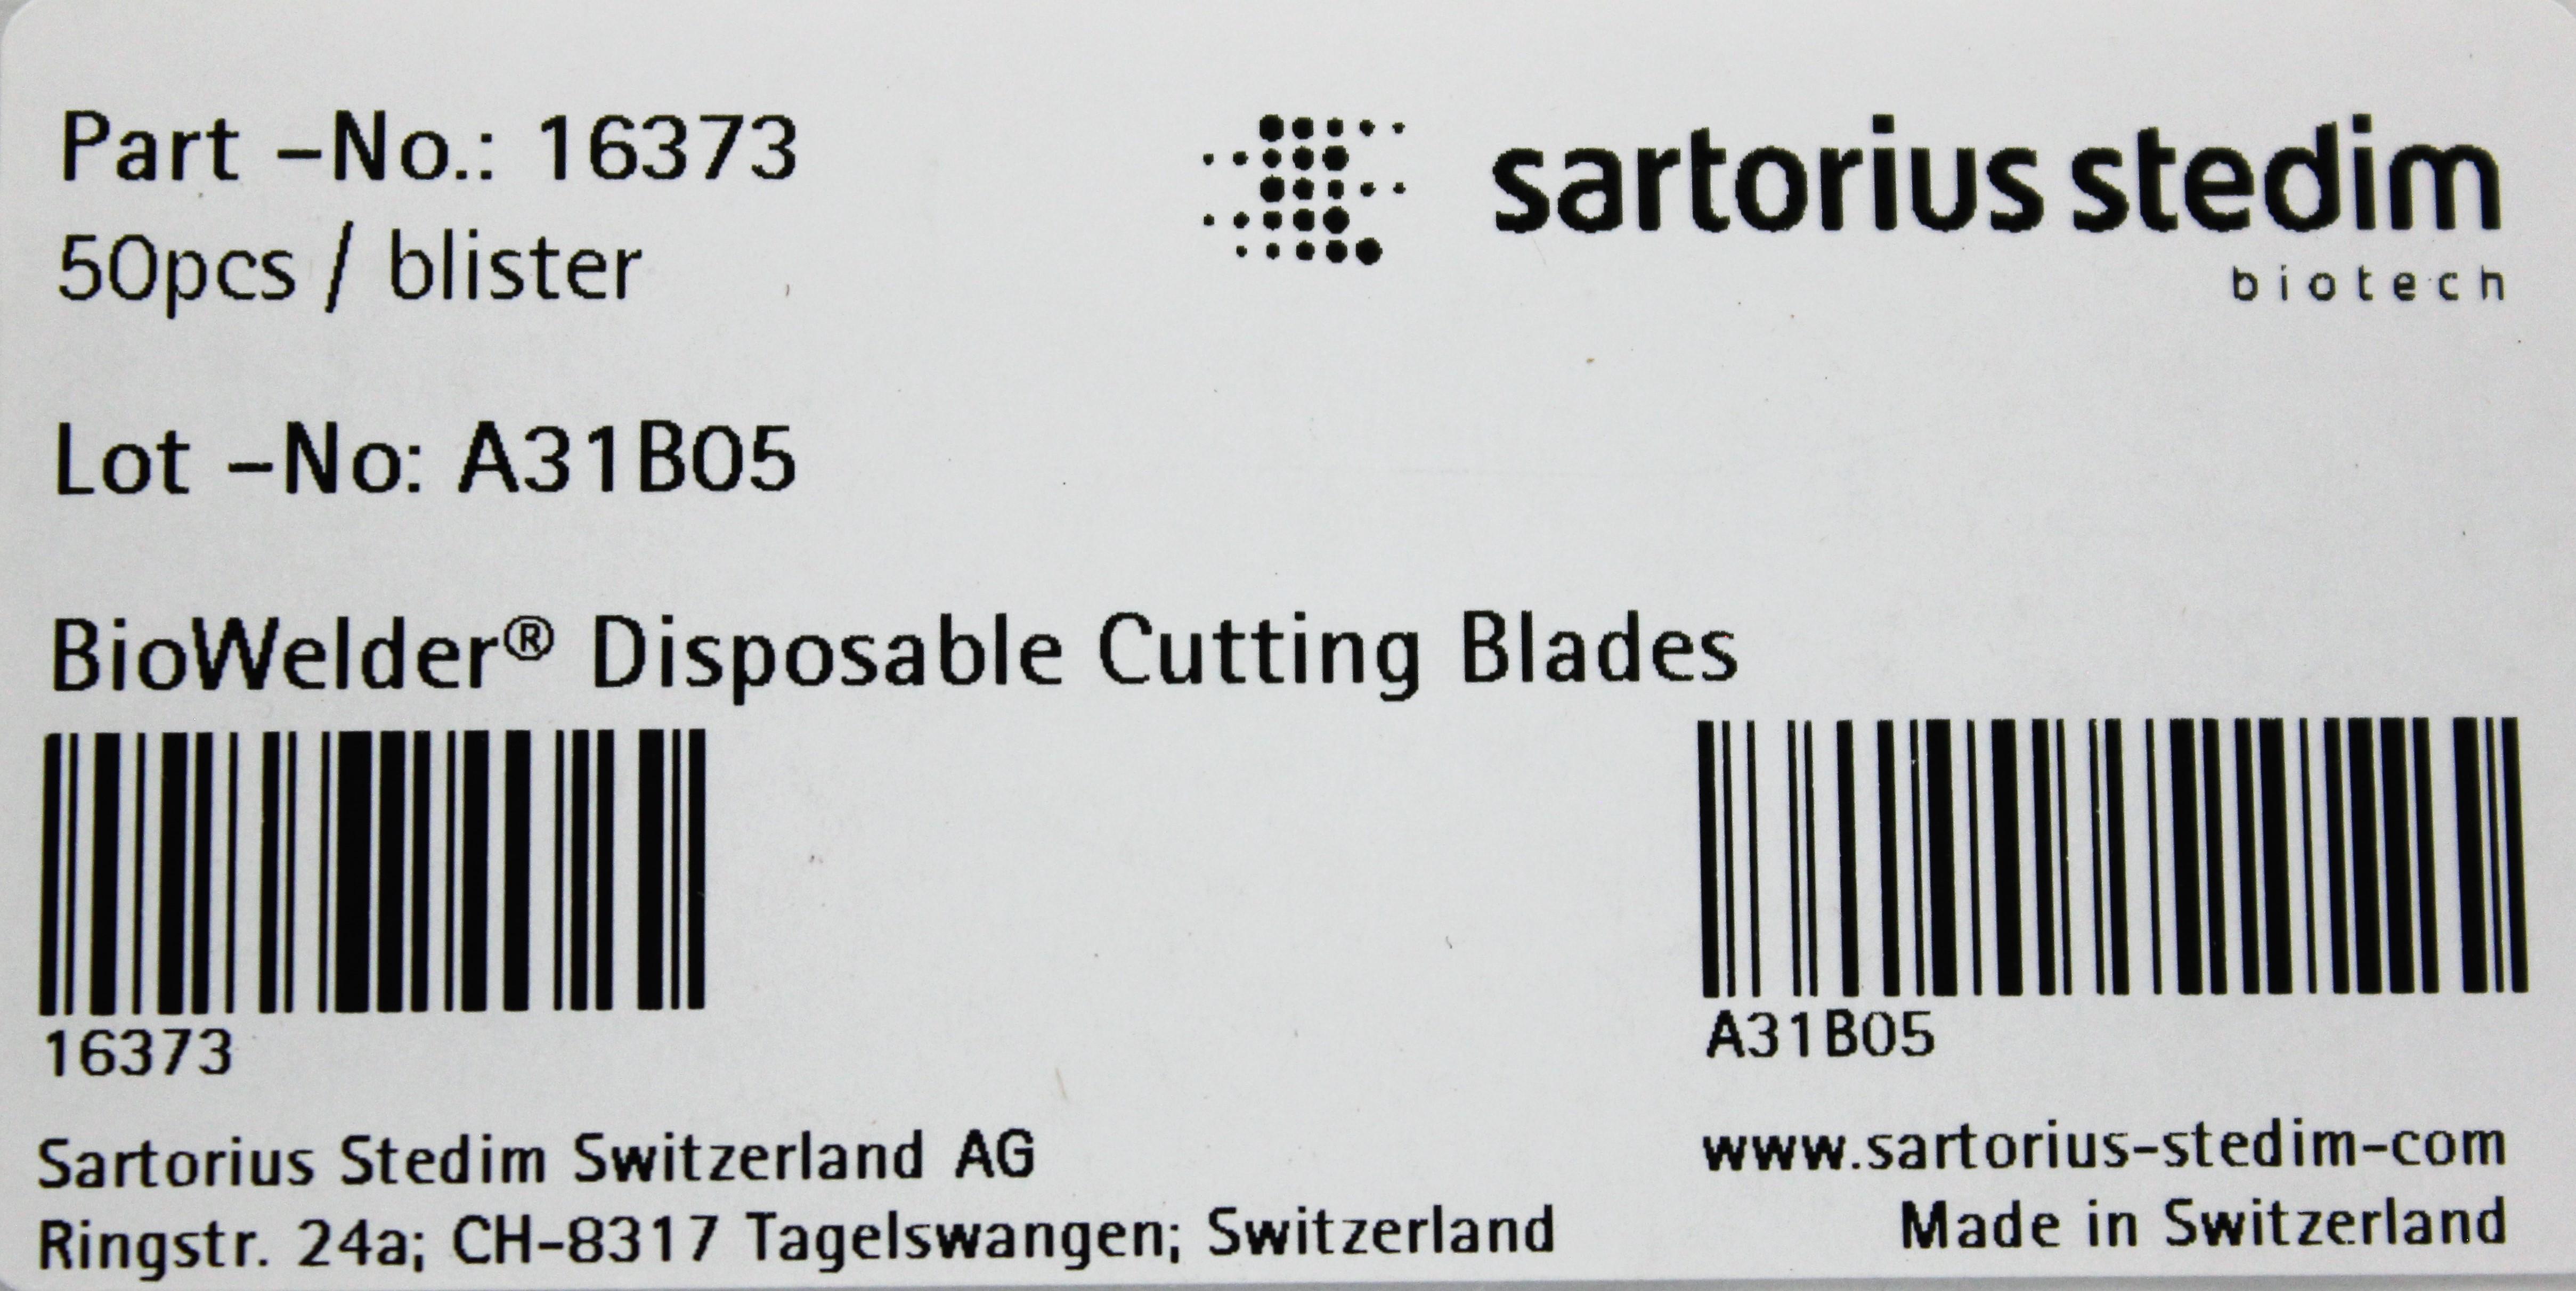 Part -No.: 16373
50pcs / blister
sartorius stedim
biotech
Lot -No: A31B05
BioWelder® Disposable Cutting Blades
16373
A31B05
Sartorius Stedim Switzerland AG
Ringstr. 24a; CH-8317 Tagelswangen; Switzerland
www.sartorius-stedim-com
Made in Switzerland